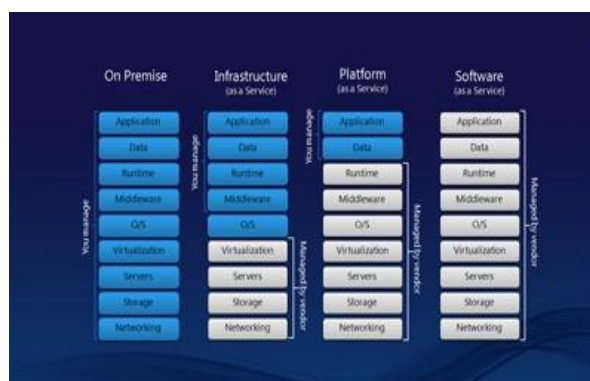 On Premise
You manage
Application
Data
Runtime
Middleware
O/S
Virtualization
Servers
Storage
Networking
Infrastructure
(as a Service)
You manage
Application
Data
Runtime
Middleware
O/S
Virtualization
Servers
Storage
Networking
Managed by vendor
Platform
(as a Service)
You manage
Application
Data
Runtime
Middleware
O/S
Virtualization
Servers
Storage
Networking
Managed by vendor
Software
(as a Service)
Application
Data
Runtime
Middleware
O/S
Virtualization
Servers
Storage
Networking
Managed by vendor